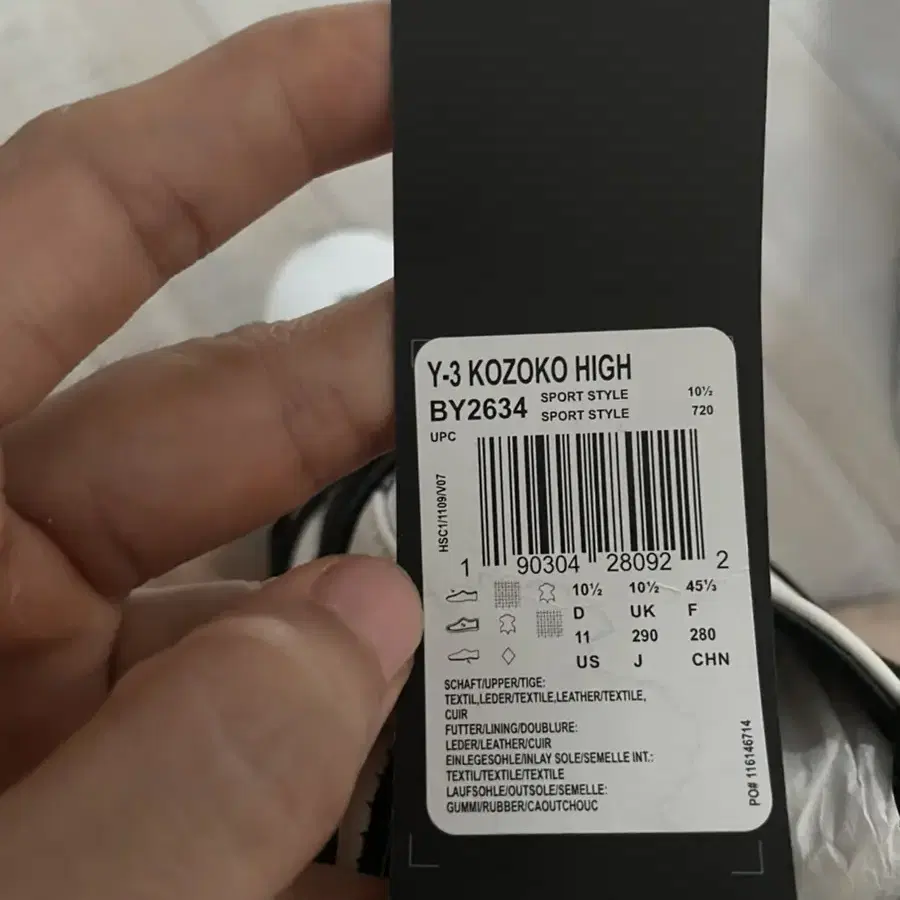 Y-3 KOZOKO HIGH
BY2634 SPORT STYLE 10½
SPORT STYLE 720
UPC
HSC1/1109/V07
1 90304 28092 2
10½ 10½ 45⅓
D UK F
11 290 280
US J CHN
SCHAFT/UPPER/TIGE:
TEXTIL,LEDER/TEXTILE,LEATHER/TEXTILE,
CUIR
FUTTER/LINING/DOUBLURE:
LEDER/LEATHER/CUIR
EINLEGESOHLE/INLAY SOLE/SEMELLE INT.:
TEXTIL/TEXTILE/TEXTILE
LAUFSOHLE/OUTSOLE/SEMELLE:
GUMMI/RUBBER/CAOUTCHOUC
PO# 116146714